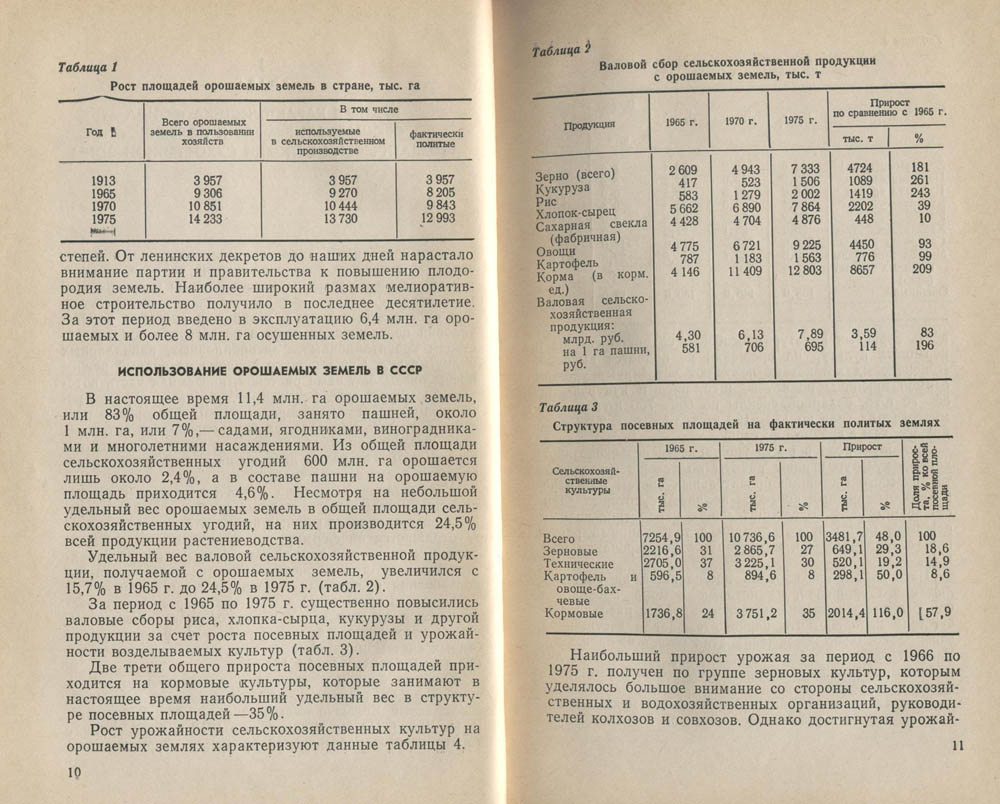 Таблица 1
Рост площадей орошаемых земель в стране, тыс. га
Год
Всего орошаемых
земель в пользовании
хозяйств
В том числе
используемые
в сельскохозяйственном
производстве
фактически
политые
1913 3 957 3 957 3 957
1965 9 306 9 270 8 205
1970 10 851 10 444 9 843
1975 14 233 13 730 12 993
степей. От ленинских декретов до наших дней нарастало
внимание партии и правительства к повышению плодо-
родия земель. Наиболее широкий размах мелиоратив-
ное строительство получило в последнее десятилетие.
За этот период введено в эксплуатацию 6,4 млн. га оро-
шаемых и более 8 млн. га осушенных земель.
ИСПОЛЬЗОВАНИЕ ОРОШАЕМЫХ ЗЕМЕЛЬ В СССР
В настоящее время 11,4 млн. га орошаемых земель,
или 83% общей площади, занято пашней, около
1 млн. га, или 7%,— садами, ягодниками, виноградника-
ми и многолетними насаждениями. Из общей площади
сельскохозяйственных угодий 600 млн. га орошается
лишь около 2,4%, а в составе пашни на орошаемую
площадь приходится 4,6%. Несмотря на небольшой
удельный вес орошаемых земель в общей площади сель-
скохозяйственных угодий, на них производится 24,5%
всей продукции растениеводства.
Удельный вес валовой сельскохозяйственной продук-
ции, получаемой с орошаемых земель, увеличился с
15,7% в 1965 г. до 24,5% в 1975 г. (табл. 2).
За период с 1965 по 1975 г. существенно повысились
валовые сборы риса, хлопка-сырца, кукурузы и другой
продукции за счет роста посевных площадей и урожай-
ности возделываемых культур (табл. 3).
Две трети общего прироста посевных площадей при-
ходится на кормовые культуры, которые занимают в
настоящее время наибольший удельный вес в структу-
ре посевных площадей —35%.
Рост урожайности сельскохозяйственных культур на
орошаемых землях характеризуют данные таблицы 4.
10
Таблица 2
Валовой сбор сельскохозяйственной продукции
с орошаемых земель, тыс. т
Продукция
1965 г.
1970 г.
1975 г.
Прирост
по сравнению с 1965 г.
тыс. т
%
Зерно (всего) 2 609 4 943 7 333 4724 181
Кукуруза 417 523 1 506 1089 261
Рис 583 1 279 2 002 1419 243
Хлопок-сырец 5 662 6 890 7 864 2202 39
Сахарная свекла 4 428 4 704 4 876 448 10
(фабричная)
Овощи 4 775 6 721 9 225 4450 93
Картофель 787 1 183 1 563 776 99
Корма (в корм. 4 146 11 409 12 803 8657 209
ед.)
Валовая сельско-
хозяйственная
продукция:
млрд. руб. 4,30 6,13 7,89 3,59 83
на 1 га пашни, 581 706 695 114 196
руб.
Таблица 3
Структура посевных площадей на фактически политых землях
Сельскохозяй-
ственные
культуры
1965 г.
1975 г.
Прирост
тыс. га
%
тыс. га
%
тыс. га
%
Доля прирос-
та, % ко всей
посевной пло-
щади
Всего 7254,9 100 10 736,6 100 3481,7 48,0 100
Зерновые 2216,6 31 2 865,7 27 649,1 29,3 18,6
Технические 2705,0 37 3 225,1 30 520,1 19,2 14,9
Картофель и 596,5 8 894,6 8 298,1 50,0 8,6
овоще-бах-
чевые
Кормовые 1736,8 24 3 751,2 35 2014,4 116,0 57,9
Наибольший прирост урожая за период с 1966 по
1975 г. получен по группе зерновых культур, которым
уделялось большое внимание со стороны сельскохозяй-
ственных и водохозяйственных организаций, руководи-
телей колхозов и совхозов. Однако достигнутая урожай-
11